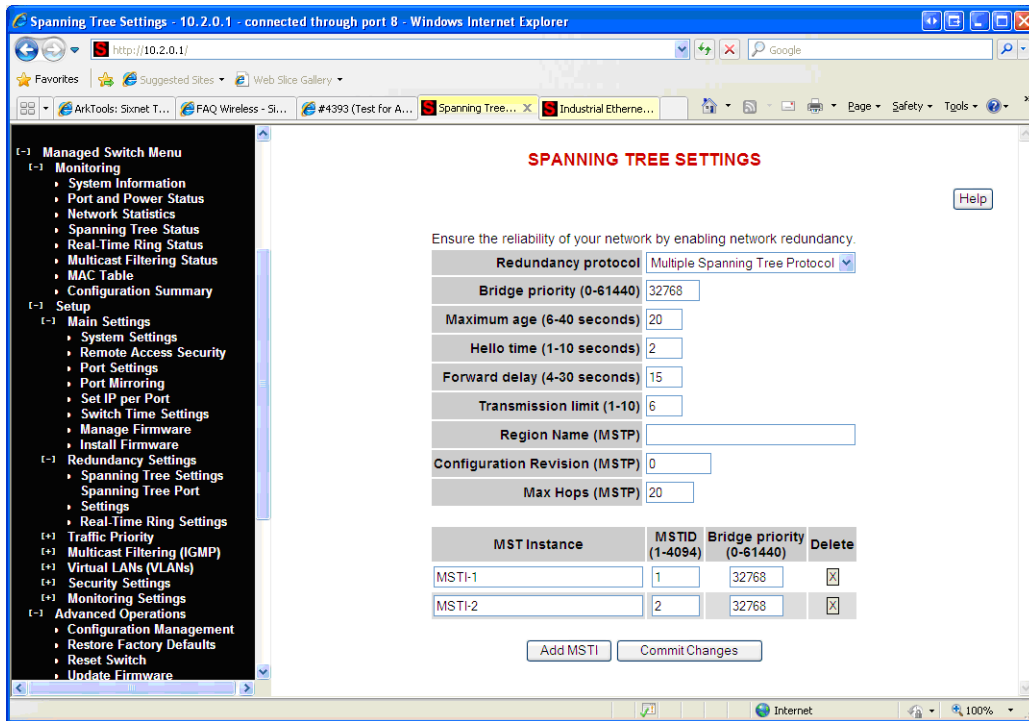 Spanning Tree Settings - 10.2.0.1 - connected through port 8 - Windows Internet Explorer
http://10.2.0.1/
Google
Favorites
Suggested Sites
Web Slice Gallery
ArkTools: Sixnet T...
FAQ Wireless - Si...
#4393 (Test for A...
Spanning Tree... X
Industrial Etherne...
Page
Safety
Tools
»
[-] Managed Switch Menu
[-] Monitoring
System Information
Port and Power Status
Network Statistics
Spanning Tree Status
Real-Time Ring Status
Multicast Filtering Status
MAC Table
Configuration Summary
[-] Setup
[-] Main Settings
System Settings
Remote Access Security
Port Settings
Port Mirroring
Set IP per Port
Switch Time Settings
Manage Firmware
Install Firmware
[-] Redundancy Settings
Spanning Tree Settings
Spanning Tree Port
Settings
Real-Time Ring Settings
[+] Traffic Priority
[+] Multicast Filtering (IGMP)
[+] Virtual LANs (VLANs)
[+] Security Settings
[+] Monitoring Settings
[-] Advanced Operations
Configuration Management
Restore Factory Defaults
Reset Switch
Update Firmware
SPANNING TREE SETTINGS
Help
Ensure the reliability of your network by enabling network redundancy.
Redundancy protocol Multiple Spanning Tree Protocol
Bridge priority (0-61440) 32768
Maximum age (6-40 seconds) 20
Hello time (1-10 seconds) 2
Forward delay (4-30 seconds) 15
Transmission limit (1-10) 6
Region Name (MSTP)
Configuration Revision (MSTP) 0
Max Hops (MSTP) 20
MST Instance MSTID (1-4094) Bridge priority (0-61440) Delete
MSTI-1 1 32768 X
MSTI-2 2 32768 X
Add MSTI Commit Changes
Internet
100%